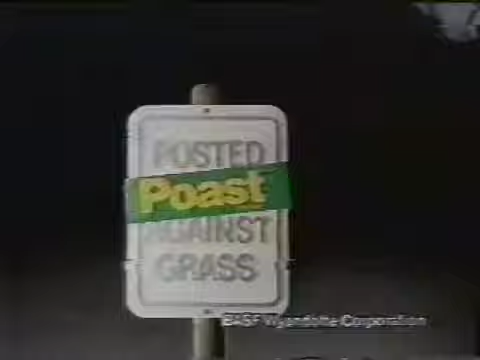 POSTED
Poast
AGAINST
GRASS
BASF Wyandotte Corporation